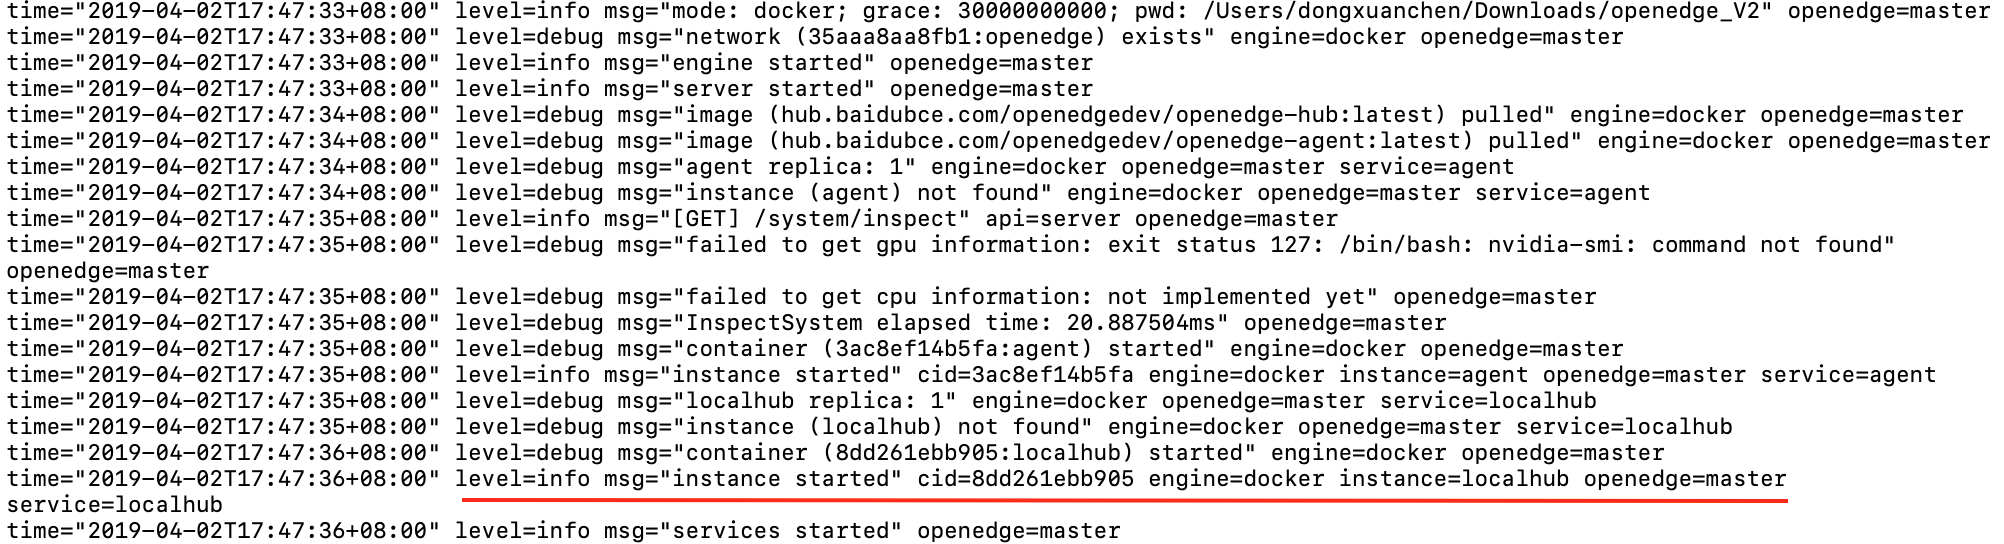 time="2019-04-02T17:47:33+08:00" level=info msg="mode: docker; grace: 30000000000; pwd: /Users/dongxuanchen/Downloads/openedge_V2" openedge=master
time="2019-04-02T17:47:33+08:00" level=debug msg="network (35aaa8aa8fb1:openedge) exists" engine=docker openedge=master
time="2019-04-02T17:47:33+08:00" level=info msg="engine started" openedge=master
time="2019-04-02T17:47:33+08:00" level=info msg="server started" openedge=master
time="2019-04-02T17:47:34+08:00" level=debug msg="image (hub.baidubce.com/openedgedev/openedge-hub:latest) pulled" engine=docker openedge=master
time="2019-04-02T17:47:34+08:00" level=debug msg="image (hub.baidubce.com/openedgedev/openedge-agent:latest) pulled" engine=docker openedge=master
time="2019-04-02T17:47:34+08:00" level=debug msg="agent replica: 1" engine=docker openedge=master service=agent
time="2019-04-02T17:47:34+08:00" level=debug msg="instance (agent) not found" engine=docker openedge=master service=agent
time="2019-04-02T17:47:35+08:00" level=info msg="[GET] /system/inspect" api=server openedge=master
time="2019-04-02T17:47:35+08:00" level=debug msg="failed to get gpu information: exit status 127: /bin/bash: nvidia-smi: command not found"
openedge=master
time="2019-04-02T17:47:35+08:00" level=debug msg="failed to get cpu information: not implemented yet" openedge=master
time="2019-04-02T17:47:35+08:00" level=debug msg="InspectSystem elapsed time: 20.887504ms" openedge=master
time="2019-04-02T17:47:35+08:00" level=debug msg="container (3ac8ef14b5fa:agent) started" engine=docker openedge=master
time="2019-04-02T17:47:35+08:00" level=info msg="instance started" cid=3ac8ef14b5fa engine=docker instance=agent openedge=master service=agent
time="2019-04-02T17:47:35+08:00" level=debug msg="localhub replica: 1" engine=docker openedge=master service=localhub
time="2019-04-02T17:47:35+08:00" level=debug msg="instance (localhub) not found" engine=docker openedge=master service=localhub
time="2019-04-02T17:47:36+08:00" level=debug msg="container (8dd261ebb905:localhub) started" engine=docker openedge=master
time="2019-04-02T17:47:36+08:00" level=info msg="instance started" cid=8dd261ebb905 engine=docker instance=localhub openedge=master
service=localhub
time="2019-04-02T17:47:36+08:00" level=info msg="services started" openedge=master